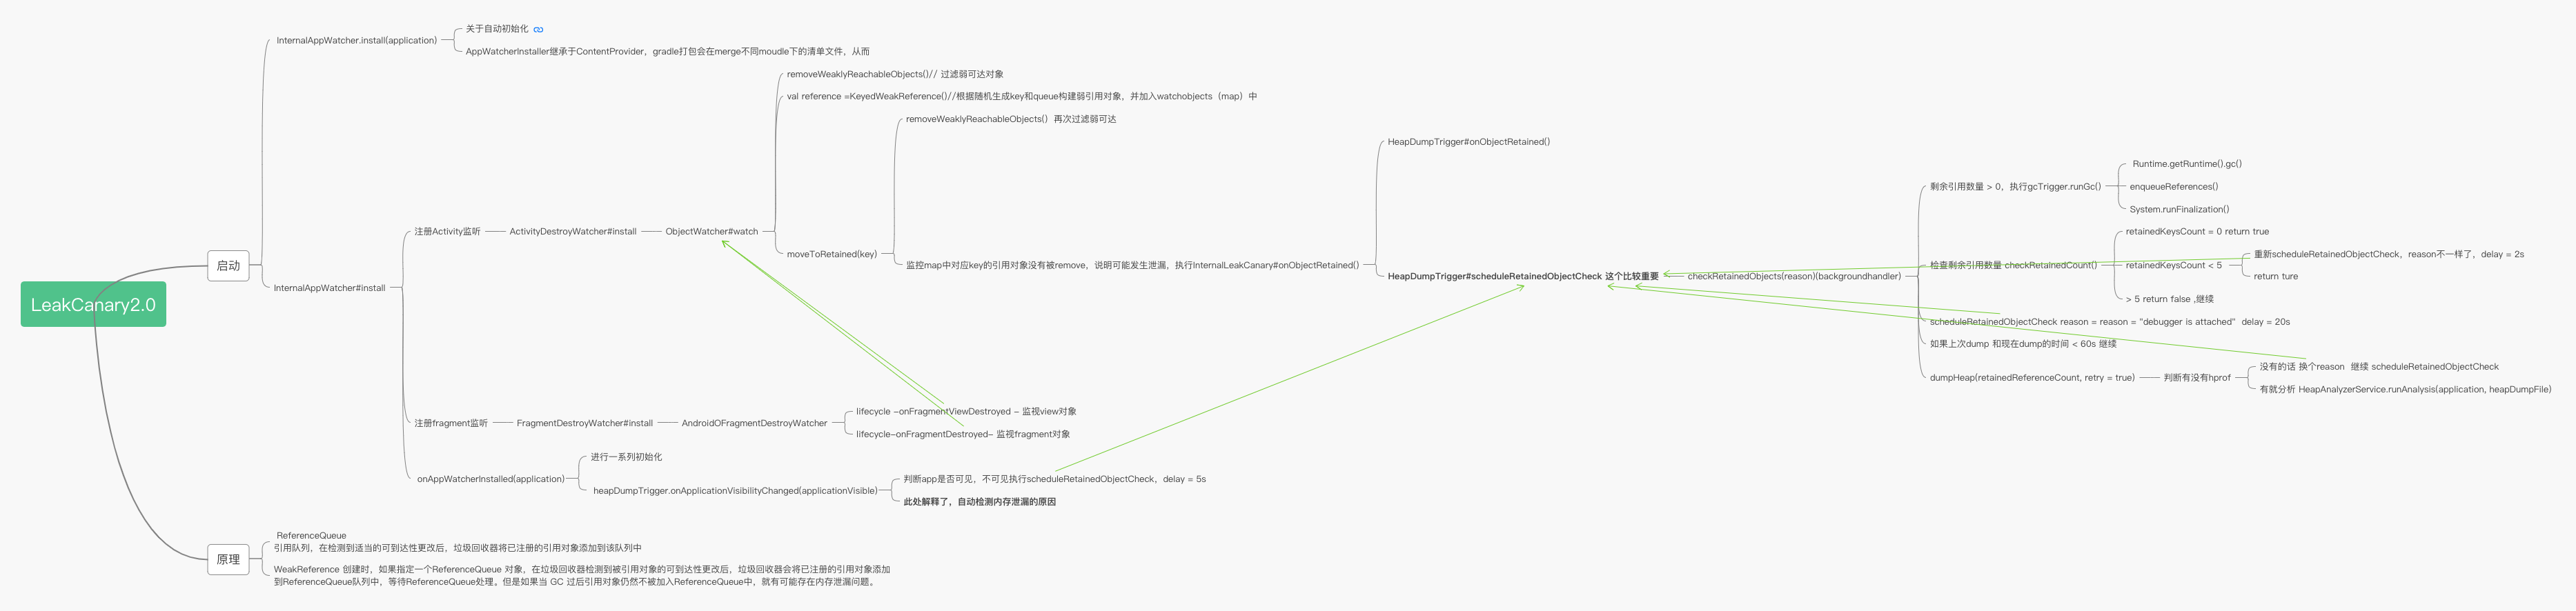 LeakCanary2.0
启动
InternalAppWatcher.install(application)
关于自动初始化
AppWatcherInstaller继承于ContentProvider，gradle打包会在merge不同moudle下的清单文件，从而
InternalAppWatcher#install
注册Activity监听
ActivityDestroyWatcher#install
ObjectWatcher#watch
removeWeaklyReachableObjects()// 过滤弱可达对象
val reference =KeyedWeakReference()//根据随机生成key和queue构建弱引用对象，并加入watchobjects（map）中
moveToRetained(key)
removeWeaklyReachableObjects()  再次过滤弱可达
监控map中对应key的引用对象没有被remove，说明可能发生泄漏，执行InternalLeakCanary#onObjectRetained()
HeapDumpTrigger#onObjectRetained()
HeapDumpTrigger#scheduleRetainedObjectCheck 这个比较重要
checkRetainedObjects(reason)(backgroundhandler)
剩余引用数量 > 0，执行gcTrigger.runGc()
Runtime.getRuntime().gc()
enqueueReferences()
System.runFinalization()
检查剩余引用数量 checkRetainedCount()
retainedKeysCount = 0 return true
retainedKeysCount < 5
重新scheduleRetainedObjectCheck，reason不一样了，delay = 2s
return ture
> 5 return false ,继续
scheduleRetainedObjectCheck reason = reason = "debugger is attached"  delay = 20s
如果上次dump 和现在dump的时间 < 60s 继续
dumpHeap(retainedReferenceCount, retry = true)
判断有没有hprof
没有的话 换个reason  继续 scheduleRetainedObjectCheck
有就分析 HeapAnalyzerService.runAnalysis(application, heapDumpFile)
注册fragment监听
FragmentDestroyWatcher#install
AndroidOFragmentDestroyWatcher
lifecycle -onFragmentViewDestroyed - 监视view对象
lifecycle-onFragmentDestroyed- 监视fragment对象
onAppWatcherInstalled(application)
进行一系列初始化
heapDumpTrigger.onApplicationVisibilityChanged(applicationVisible)
判断app是否可见，不可见执行scheduleRetainedObjectCheck，delay = 5s
此处解释了，自动检测内存泄漏的原因
原理
ReferenceQueue
引用队列，在检测到适当的可到达性更改后，垃圾回收器将已注册的引用对象添加到该队列中
WeakReference 创建时，如果指定一个ReferenceQueue 对象，在垃圾回收器检测到被引用对象的可到达性更改后，垃圾回收器会将已注册的引用对象添加
到ReferenceQueue队列中，等待ReferenceQueue处理。但是如果当 GC 过后引用对象仍然不被加入ReferenceQueue中，就有可能存在内存泄漏问题。